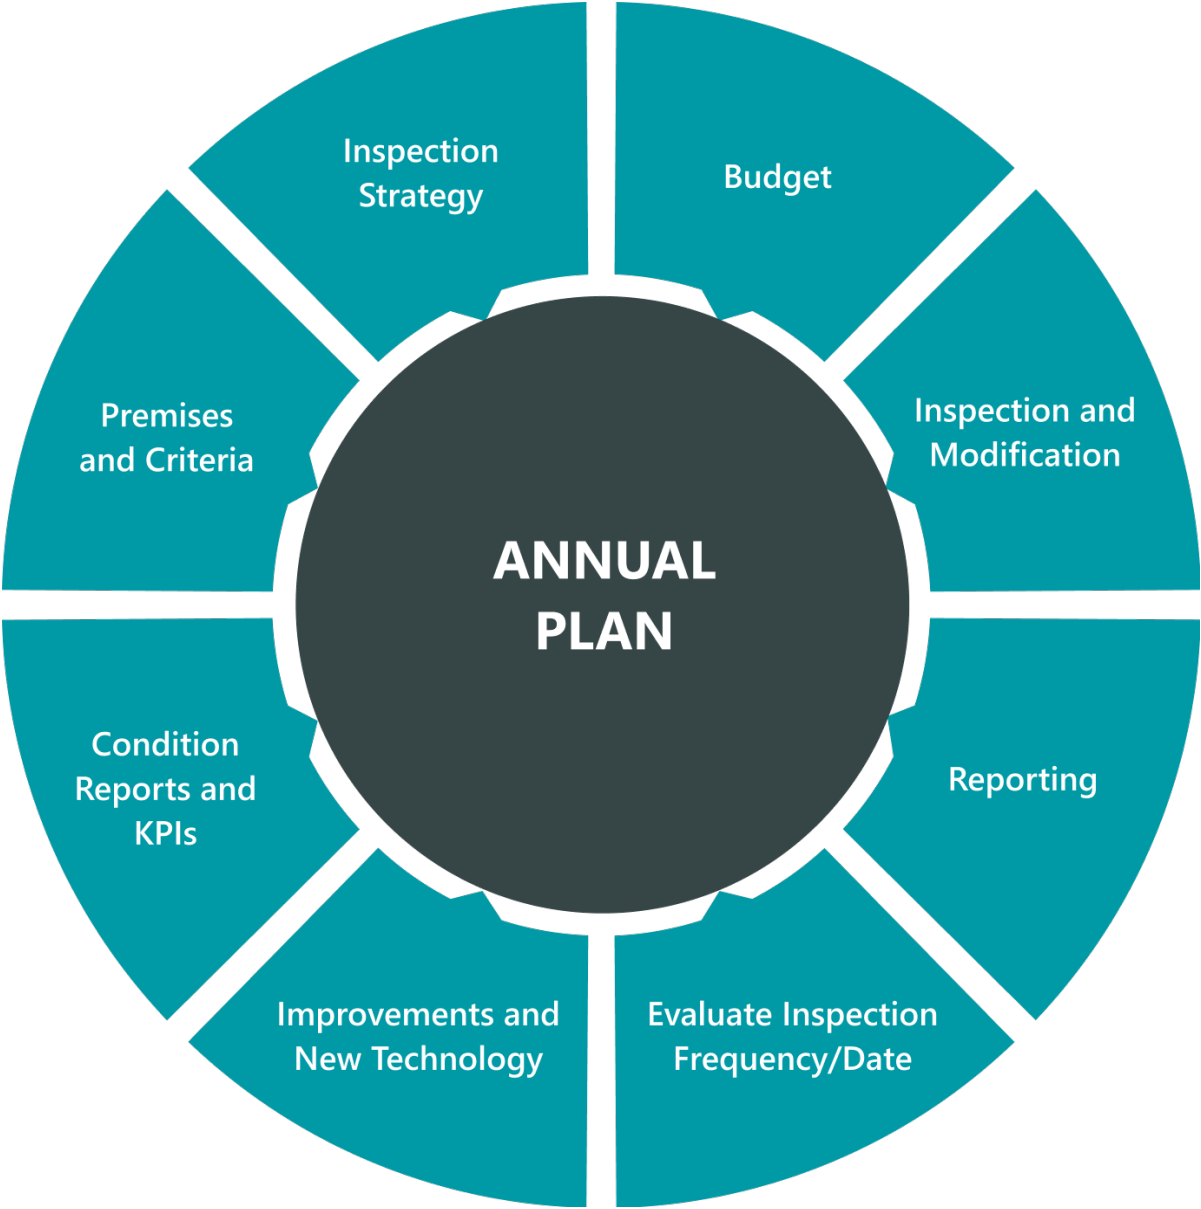 Inspection
Strategy
Budget
Inspection and
Modification
Reporting
Evaluate Inspection
Frequency/Date
Improvements and
New Technology
Condition
Reports and
KPIs
Premises
and Criteria
ANNUAL
PLAN